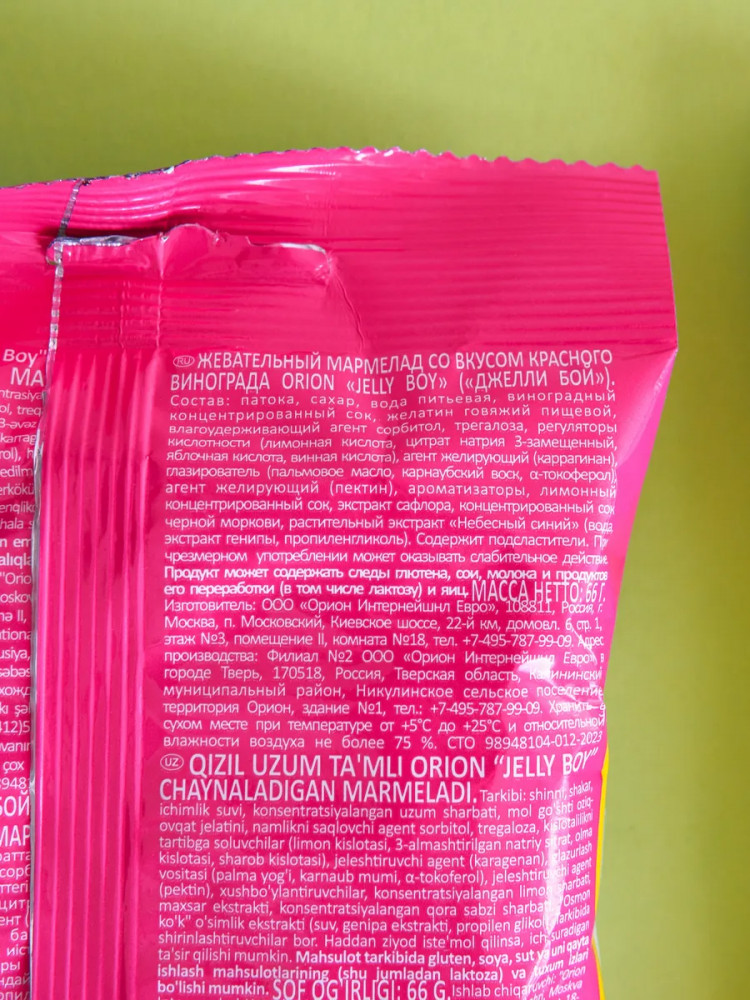 RU ЖЕВАТЕЛЬНЫЙ МАРМЕЛАД СО ВКУСОМ КРАСНОГО
ВИНОГРАДА ORION «JELLY BOY» («ДЖЕЛЛИ БОЙ»).
Состав: патока, сахар, вода питьевая, виноградный
концентрированный сок, желатин говяжий пищевой,
влагоудерживающий агент сорбитол, трегалоза, регуляторы
кислотности (лимонная кислота, цитрат натрия 3-замещенный,
яблочная кислота, винная кислота), агент желирующий (каррагинан),
глазирователь (пальмовое масло, карнаубский воск, α-токоферол),
агент желирующий (пектин), ароматизаторы, лимонный
концентрированный сок, экстракт сафлора, концентрированный сок
черной моркови, растительный экстракт «Небесный синий» (вода,
экстракт генипы, пропиленгликоль). Содержит подсластители. При
чрезмерном употреблении может оказывать слабительное действие.
Продукт может содержать следы глютена, сои, молока и продуктов
его переработки (в том числе лактозу) и яиц. МАССА НЕТТО: 66 Г.
Изготовитель: ООО «Орион Интернейшнл Евро», 108811, Россия, г.
Москва, п. Московский, Киевское шоссе, 22-й км, домовл. 6, стр. 1,
этаж №3, помещение II, комната №18, тел. +7-495-787-99-09. Адрес
производства: Филиал №2 ООО «Орион Интернейшнл Евро», в
городе Тверь, 170518, Россия, Тверская область, Калининский
муниципальный район, Никулинское сельское поселение,
территория Орион, здание №1, тел.: +7-495-787-99-09. Хранить в
сухом месте при температуре от +5°С до +25°С и относительной
влажности воздуха не более 75 %. СТО 98948104-012-2023
UZ QIZIL UZUM TA'MLI ORION “JELLY BOY”
CHAYNALADIGAN MARMELADI. Tarkibi: shinni, shakar,
ichimlik suvi, konsentratsiyalangan uzum sharbati, mol go'shti oziq-
ovqat jelatini, namlikni saqlovchi agent sorbitol, tregaloza, kislotalilikni
tartibga soluvchilar (limon kislotasi, 3-almashtirilgan natriy sitrat, olma
kislotasi, sharob kislotasi), jeleshtiruvchi agent (karagenan), glazurlash
vositasi (palma yog'i, karnaub mumi, α-tokoferol), jeleshtiruvchi agent
(pektin), xushbo'ylantiruvchilar, konsentratsiyalangan limon sharbati,
maxsar ekstrakti, konsentratsiyalangan qora sabzi sharbati, "Osmon
ko'k" o'simlik ekstrakti (suv, genipa ekstrakti, propilen glikol). Tarkibida
shirinlashtiruvchilar bor. Haddan ziyod iste'mol qilinsa, ich suradigan
ta'sir qilishi mumkin. Mahsulot tarkibida gluten, soya, sut va uni qayta
ishlash mahsulotlarining (shu jumladan laktoza) va tuxum izlari
bo'lishi mumkin. SOF OG'IRLIGI: 66 G. Ishlab chiqaruvchi: "Orion